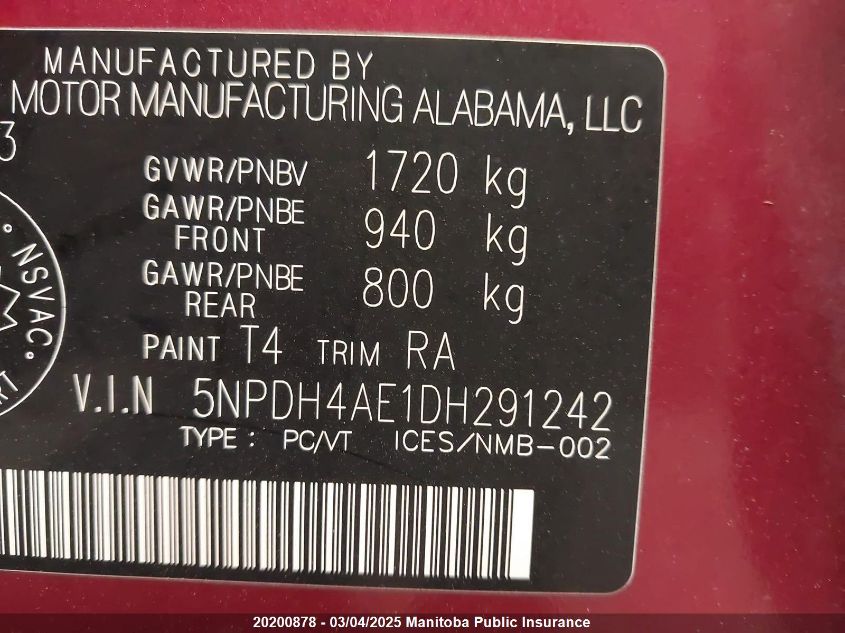 MANUFACTURED BY
MOTOR MANUFACTURING ALABAMA, LLC
3
GVWR/PNBV 1720 kg
GAWR/PNBE FRONT 940 kg
GAWR/PNBE REAR 800 kg
PAINT T4 TRIM RA
V.I.N 5NPDH4AE1DH291242
TYPE : PC/VT ICES/NMB-002
NSVAC.
20200878 - 03/04/2025 Manitoba Public Insurance